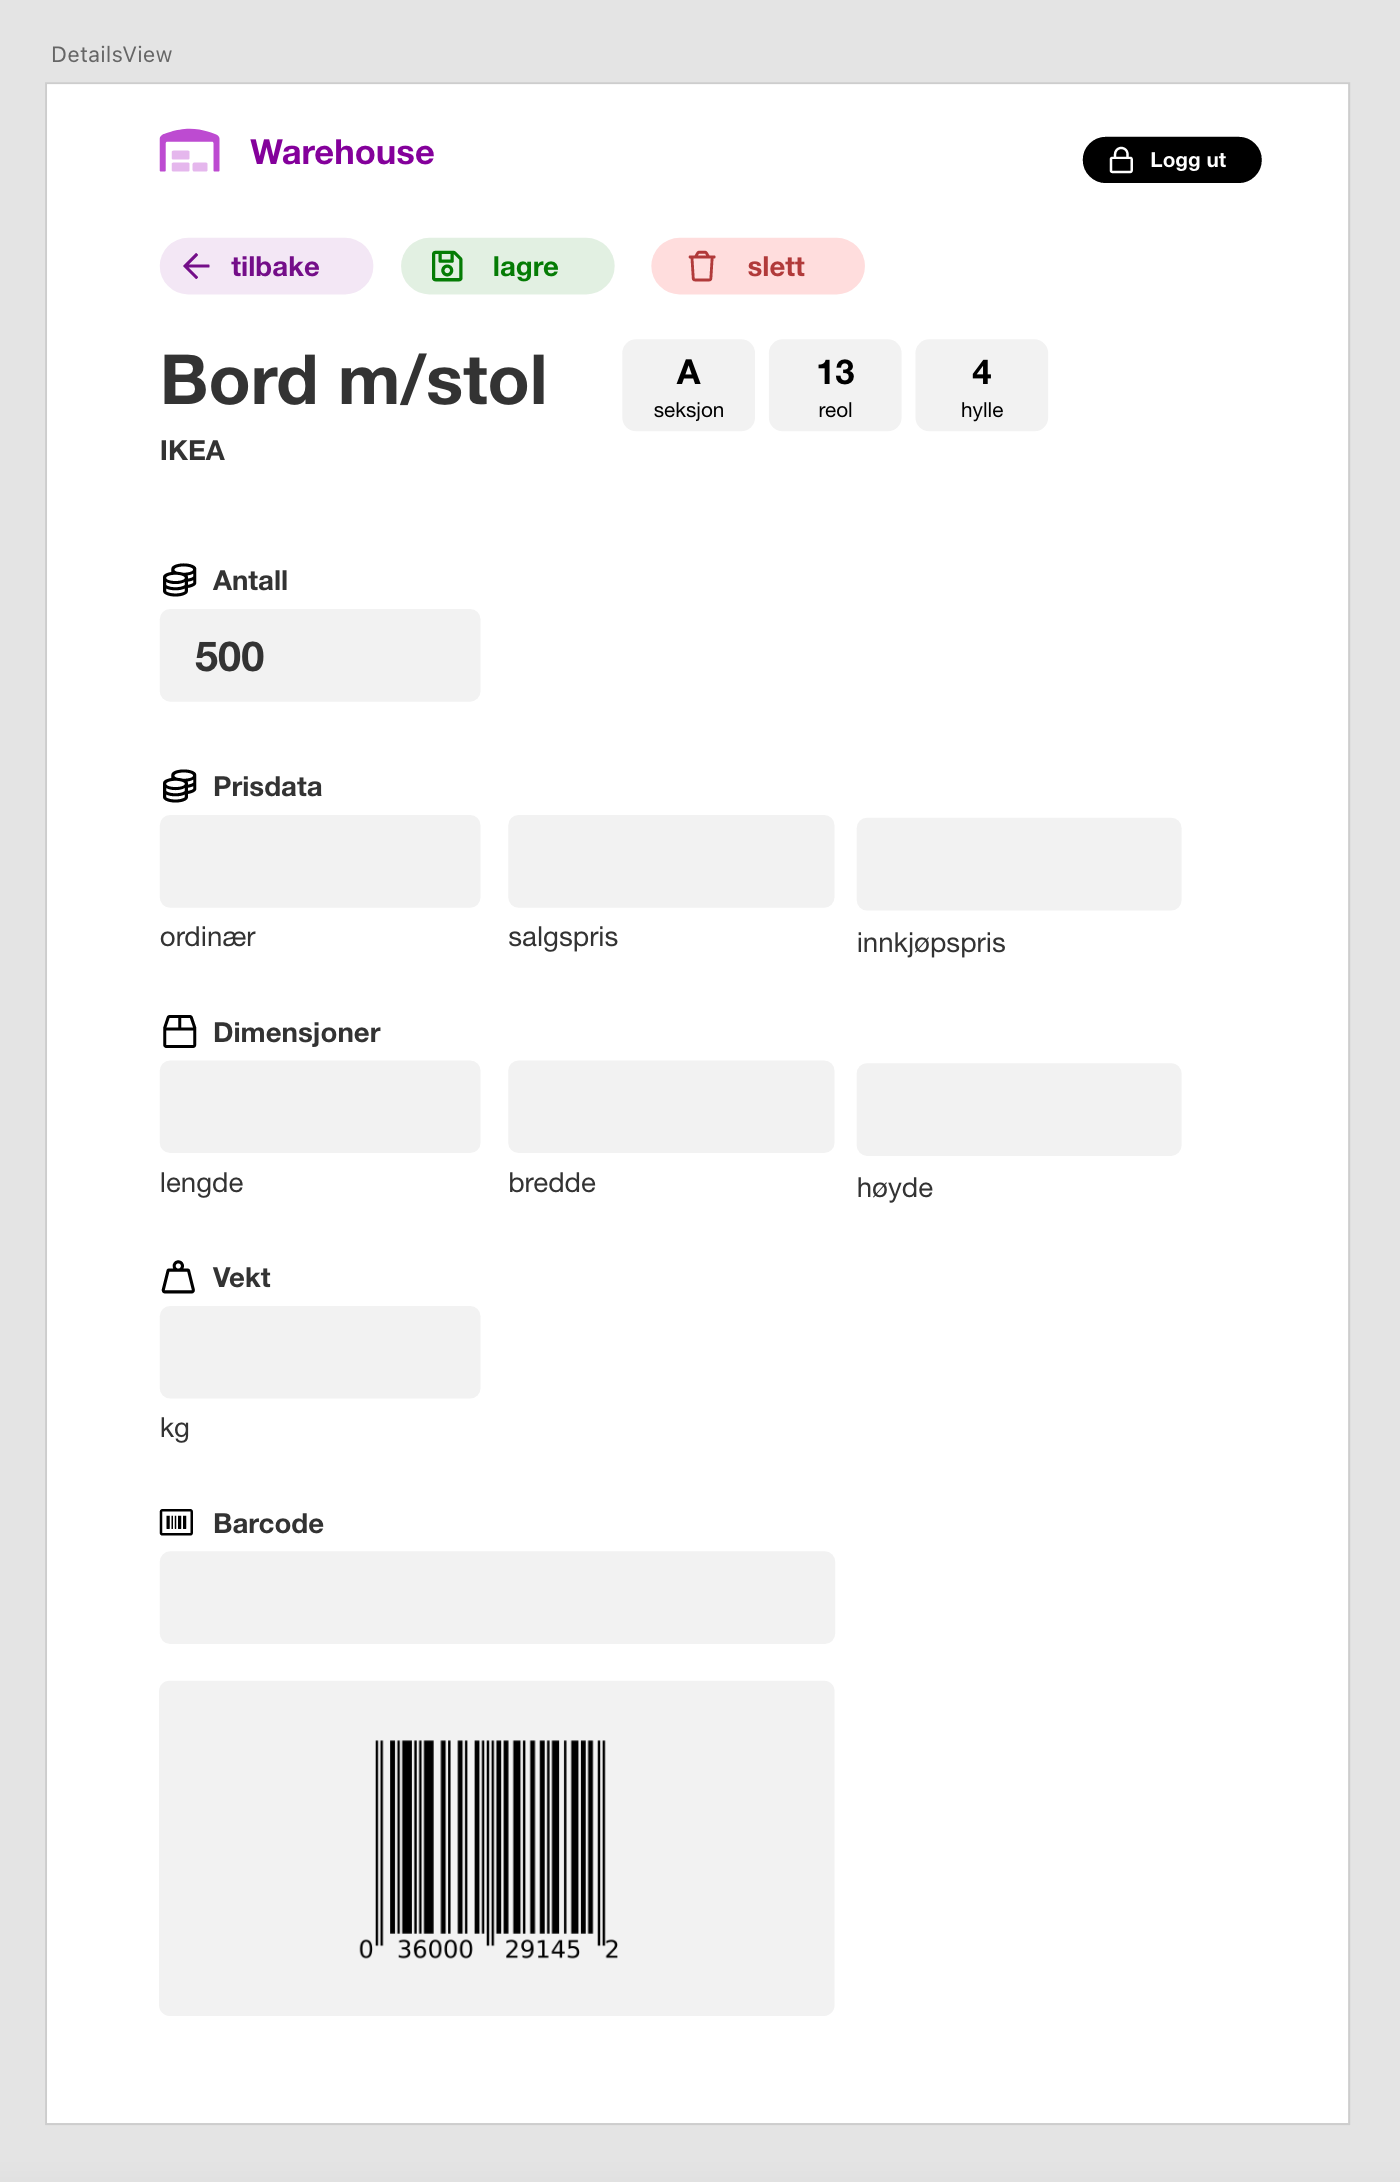 DetailsView
Warehouse
Logg ut
tilbake lagre slett
Bord m/stol
A 13 4
seksjon reol hylle
IKEA
Antall
500
Prisdata
ordinær salgspris innkjøpspris
Dimensjoner
lengde bredde høyde
Vekt
kg
Barcode
0 36000 29145 2